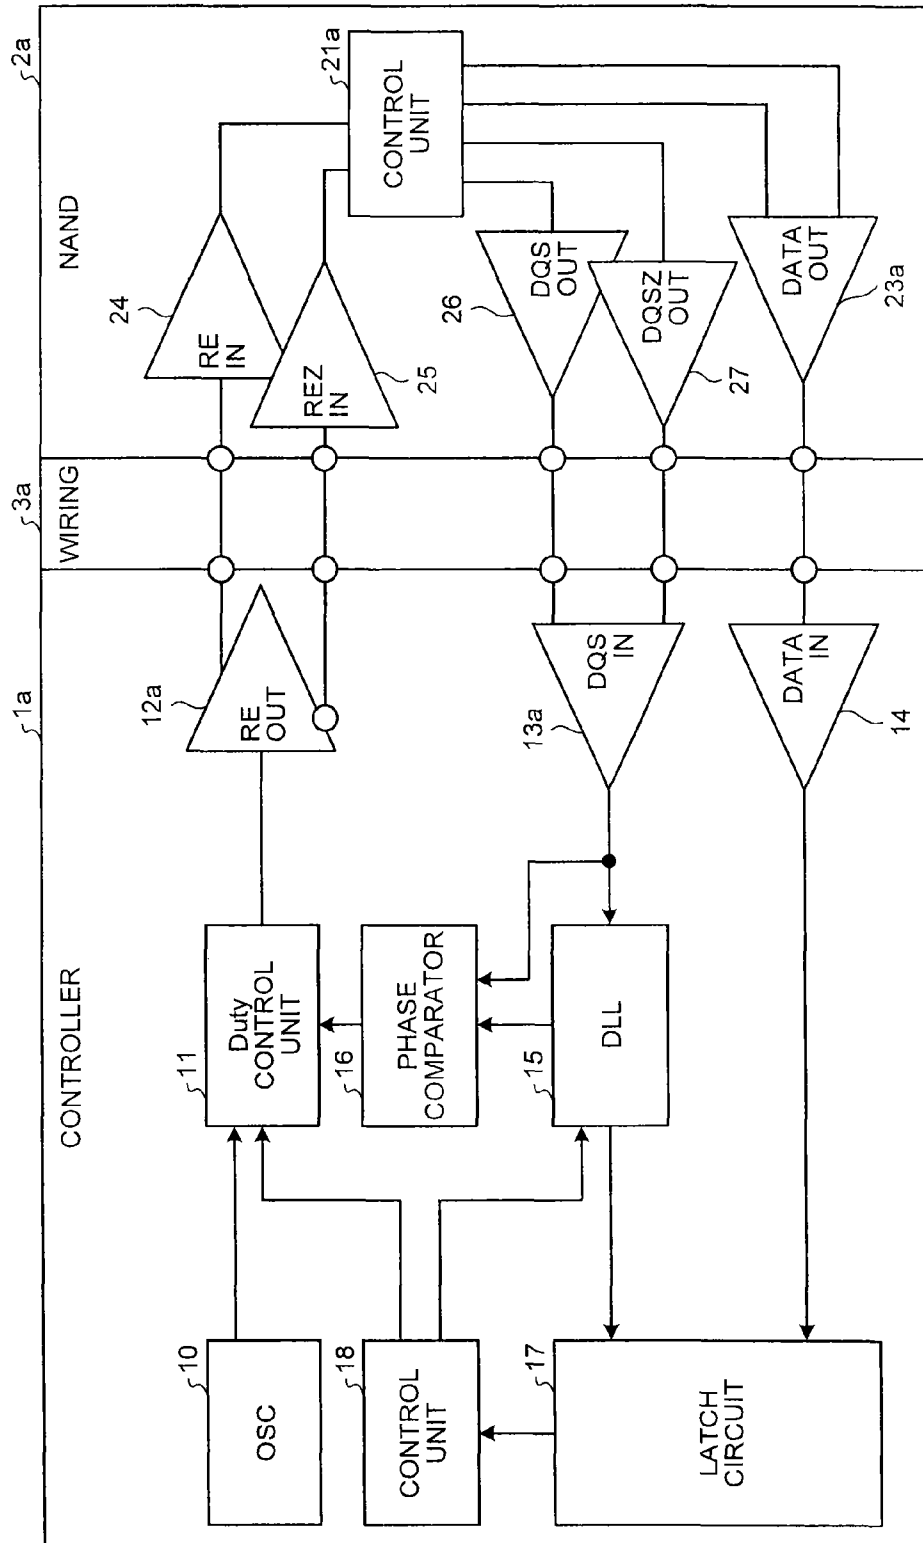 CONTROLLER
1a
WIRING
3a
NAND
2a
10
OSC
11
Duty
CONTROL
UNIT
12a
RE
OUT
24
RE
IN
REZ
IN
25
21a
CONTROL
UNIT
18
CONTROL
UNIT
16
PHASE
COMPARATOR
15
DLL
13a
DQS
IN
26
DQS
OUT
DQSZ
OUT
27
17
LATCH
CIRCUIT
DATA
IN
14
DATA
OUT
23a